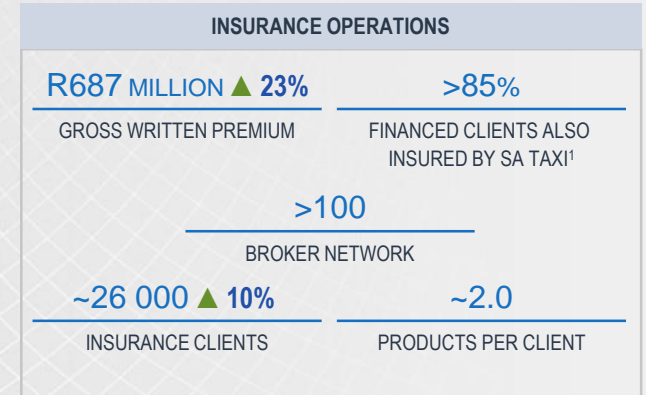 INSURANCE OPERATIONS
R687 MILLION ▲ 23%
GROSS WRITTEN PREMIUM
>85%
FINANCED CLIENTS ALSO
INSURED BY SA TAXI¹
>100
BROKER NETWORK
~26 000 ▲ 10%
INSURANCE CLIENTS
~2.0
PRODUCTS PER CLIENT